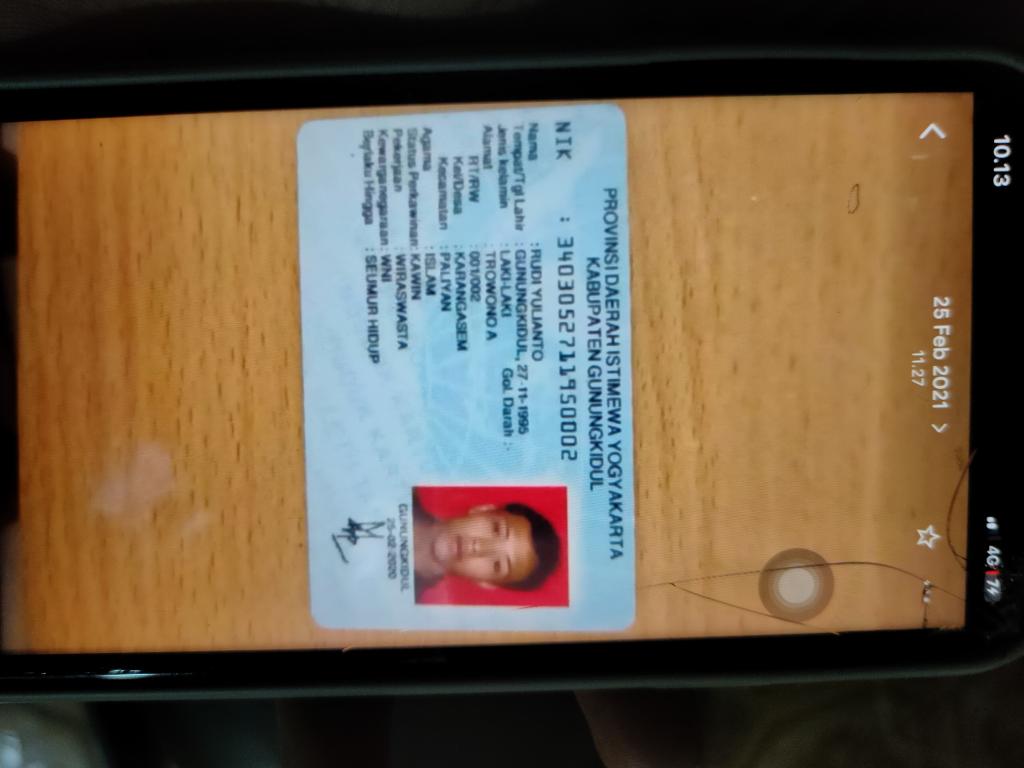 10.13
4G 74
25 Feb 2021
11.27
PROVINSI DAERAH ISTIMEWA YOGYAKARTA
KABUPATEN GUNUNGKIDUL
NIK : 3403052711950002
Nama : RUDI YULIANTO
Tempat/Tgl Lahir : GUNUNGKIDUL, 27-11-1995
Jenis kelamin : LAKI-LAKI Gol. Darah : -
Alamat : TROWONO A
RT/RW : 001/002
Kel/Desa : KARANGASEM
Kecamatan : PALIYAN
Agama : ISLAM
Status Perkawinan: KAWIN
Pekerjaan : WIRASWASTA
Kewarganegaraan: WNI
Berlaku Hingga : SEUMUR HIDUP
GUNUNGKIDUL
25-02-2020